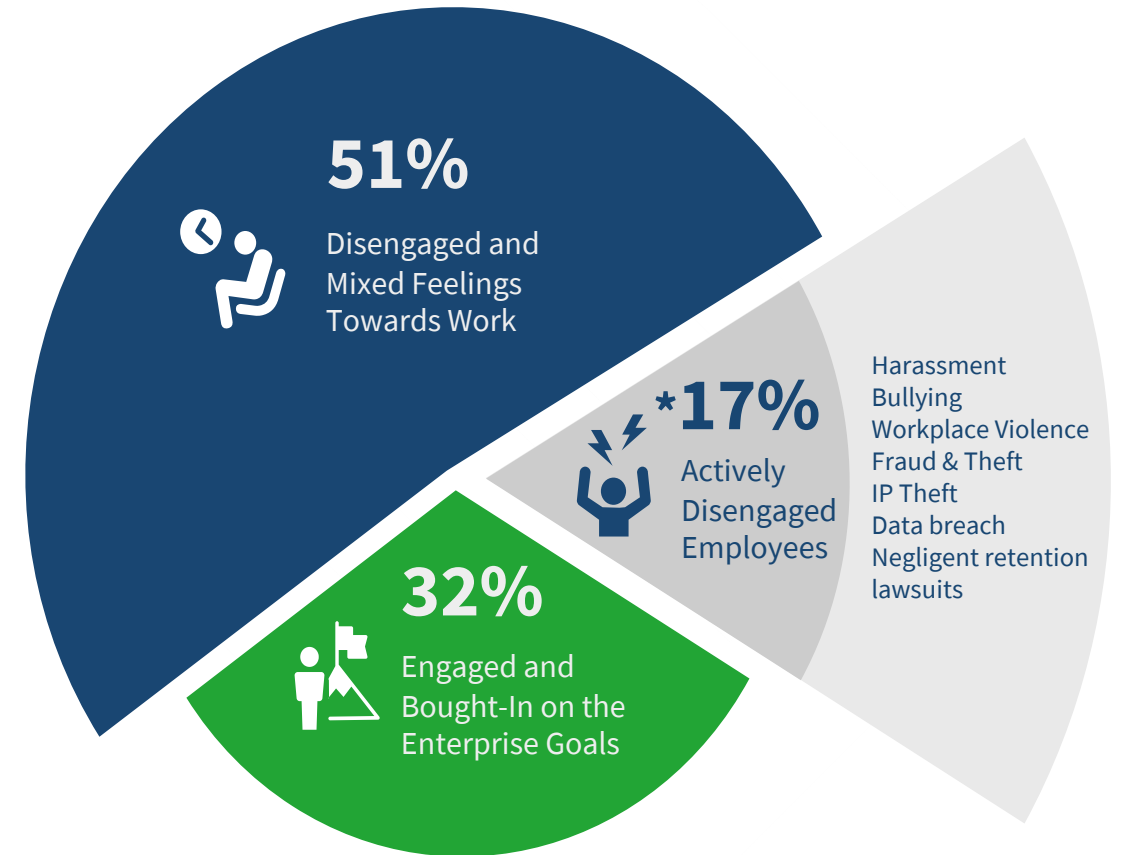 51%
Disengaged and
Mixed Feelings
Towards Work
*17%
Actively
Disengaged
Employees
Harassment
Bullying
Workplace Violence
Fraud & Theft
IP Theft
Data breach
Negligent retention
lawsuits
32%
Engaged and
Bought-In on the
Enterprise Goals